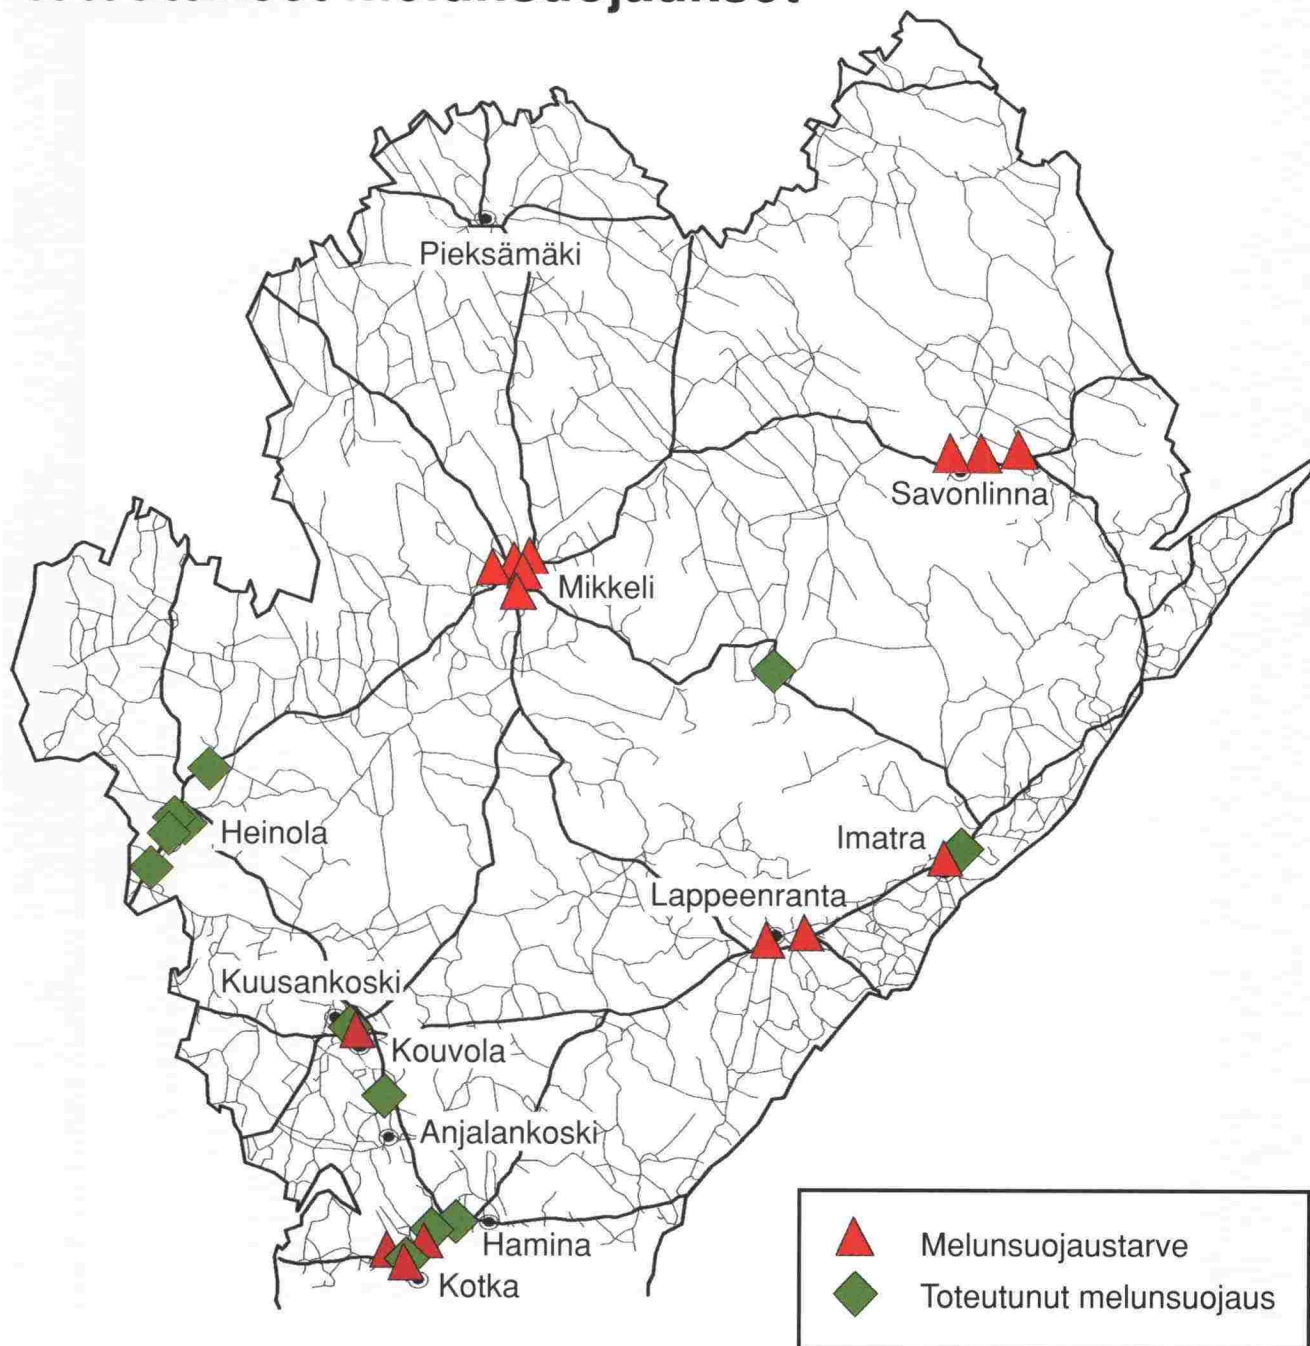 Pieksämäki
Savonlinna
Mikkeli
Heinola
Imatra
Lappeenranta
Kuusankoski
Kouvola
Anjalankoski
Hamina
Kotka
Melunsuojaustarve
Toteutunut melunsuojaus